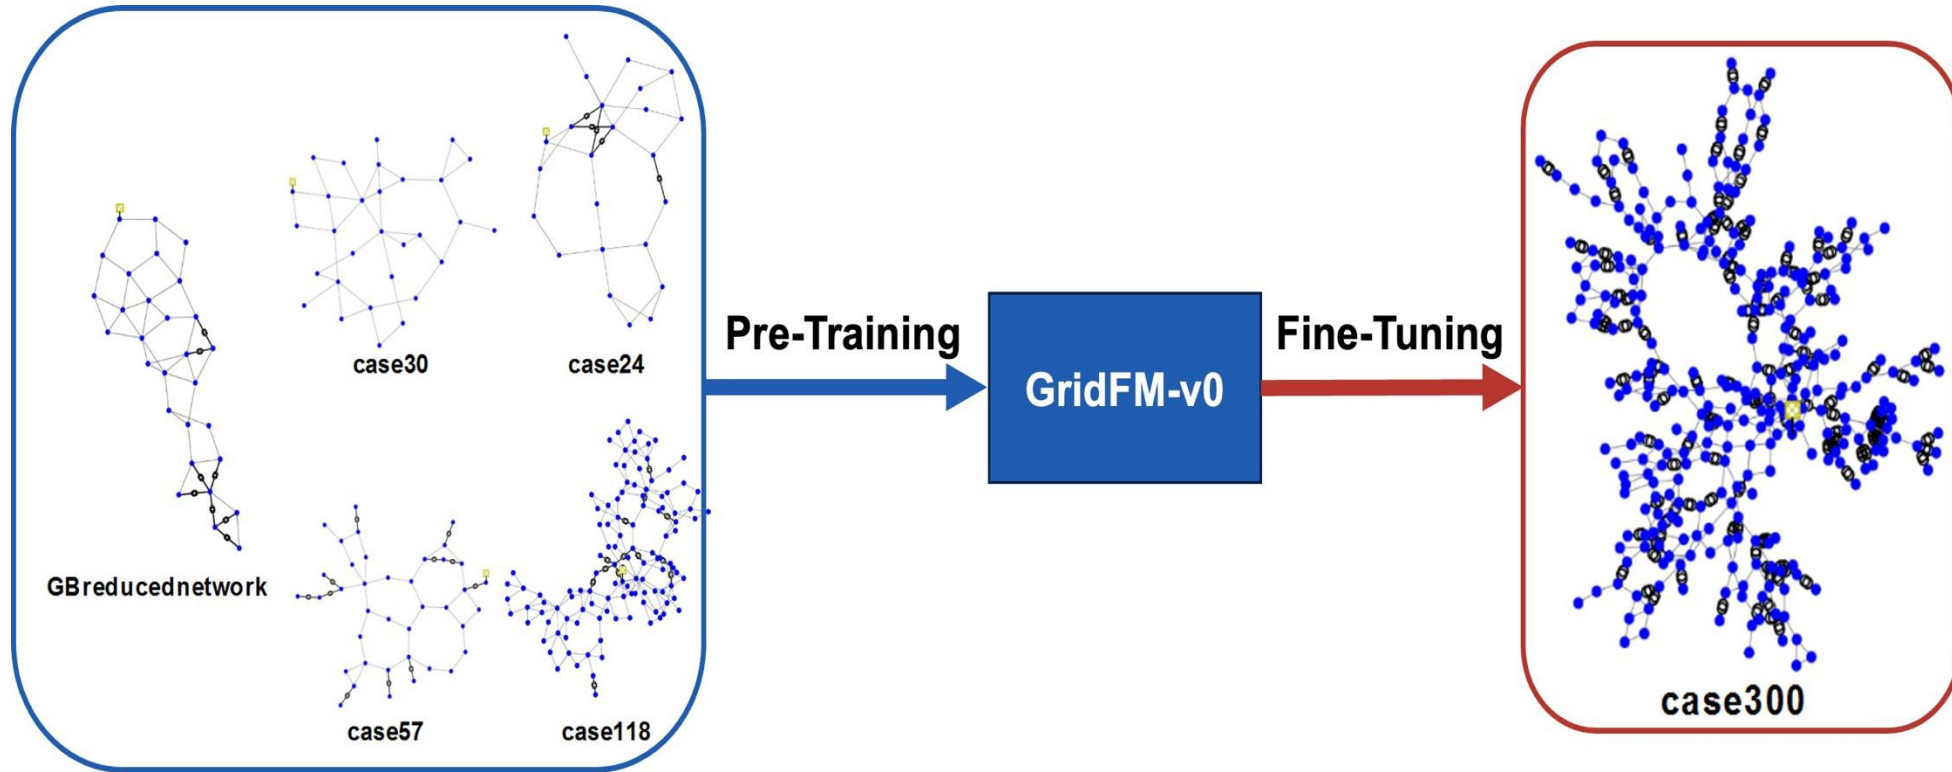 case30
case24
GBreducednetwork
case57
case118
Pre-Training
GridFM-v0
Fine-Tuning
case300